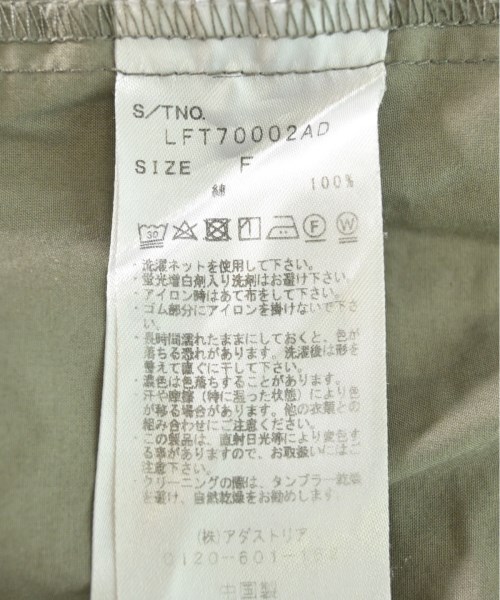 S/TNO.
LFT70002AD
SIZE F
綿 100%
30
F
W
・洗濯ネットを使用して下さい。
・蛍光増白剤入り洗剤はお避け下さい。
・アイロン時はあて布をして下さい。
・ゴム部分にアイロンを掛けないで下さ
い。
・長時間濡れたままにしておくと、色が
落ちる恐れがあります。洗濯後は形を
整えて直ぐに干して下さい。
・濃色は色落ちすることがあります。
汗や摩擦（特に湿った状態）により色
が移る場合があります。他の衣類との
組み合わせにご注意ください。
・この製品は、直射日光等により変色す
る事がありますので、お取扱いにはご
注意下さい。
・クリーニングの際は、タンブラー乾燥
を避け、自然乾燥をお勧めします。
(株)アダストリア
0120-601-162
中国製